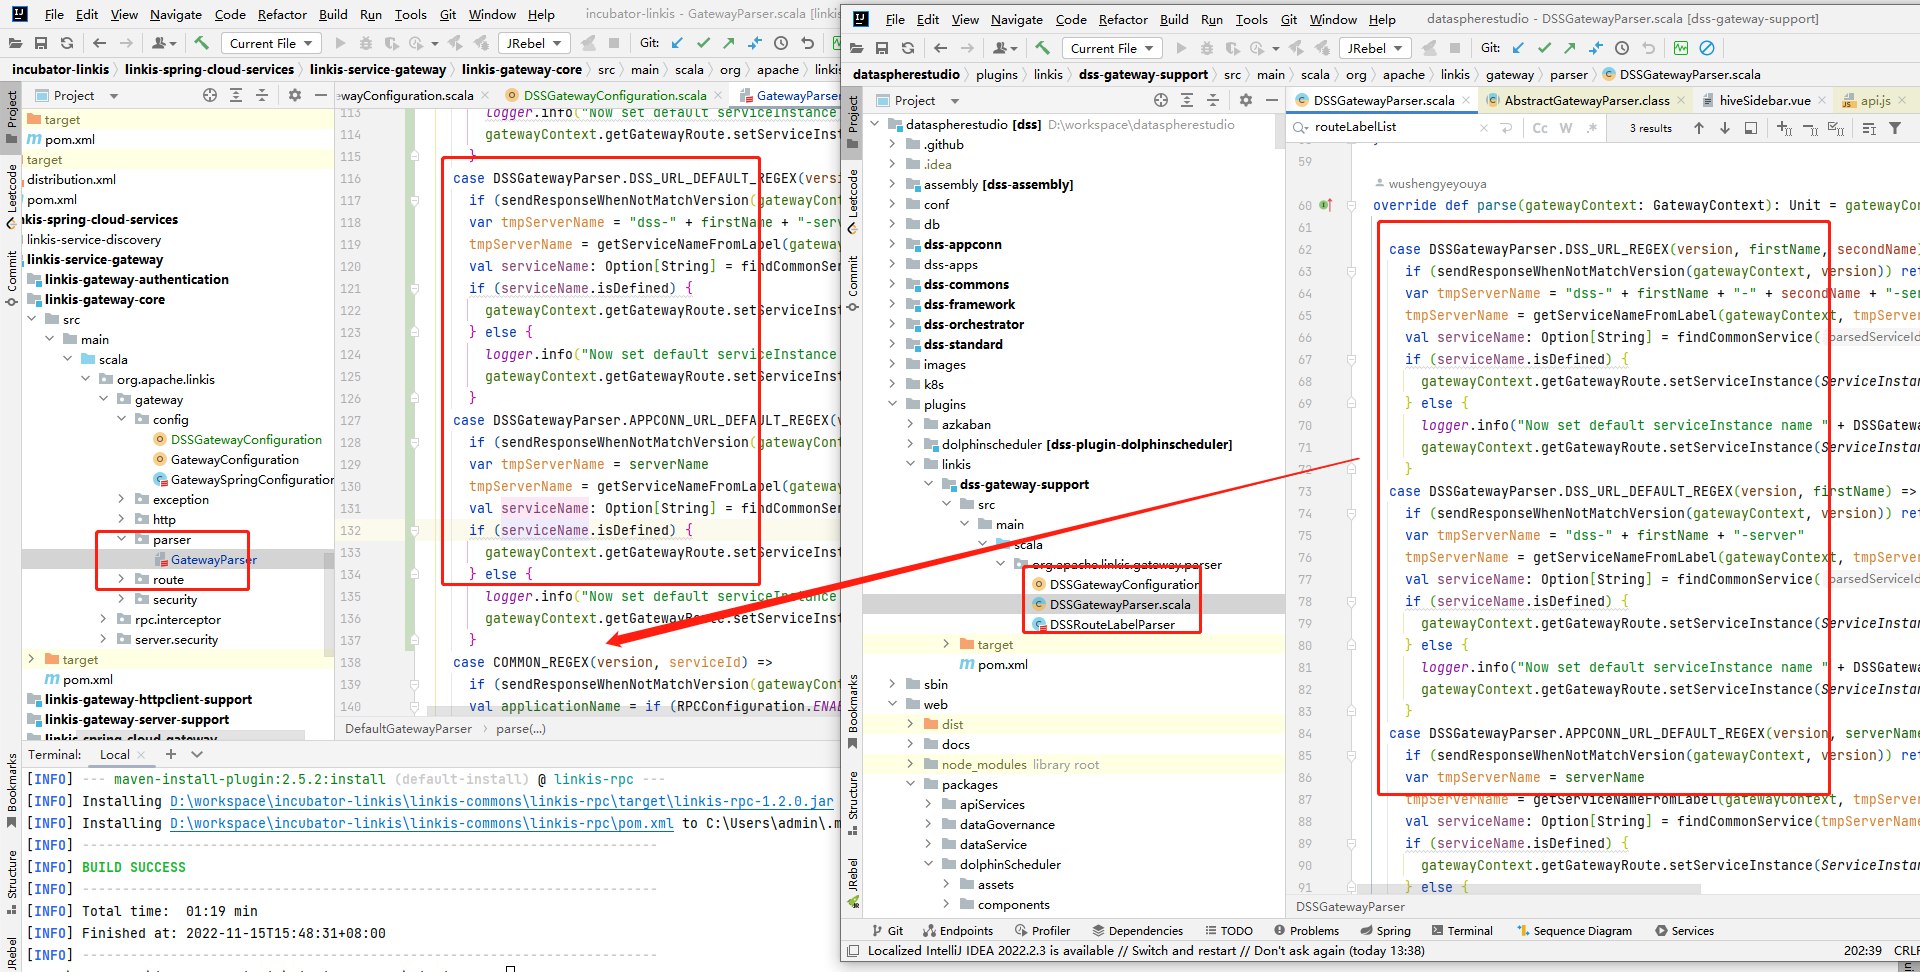 File Edit View Navigate Code Refactor Build Run Tools Git Window Help incubator-linkis - GatewayParser.scala [linkis
Current File JRebel Git:
incubator-linkis linkis-spring-cloud-services linkis-service-gateway linkis-gateway-core src main scala org apache linkis
Project
Leetcode
Commit
Bookmarks
Structure
JRebel
Project
target
pom.xml
target
distribution.xml
pom.xml
linkis-spring-cloud-services
linkis-service-discovery
linkis-service-gateway
linkis-gateway-authentication
linkis-gateway-core
src
main
scala
org.apache.linkis
gateway
config
DSSGatewayConfiguration
GatewayConfiguration
GatewaySpringConfiguration
exception
http
parser
GatewayParser
route
security
rpc.interceptor
server.security
target
pom.xml
linkis-gateway-httpclient-support
linkis-gateway-server-support
linkis-spring-cloud-gateway
ewayConfiguration.scala DSSGatewayConfiguration.scala GatewayParser
113 logger.info("Now set default serviceInstance
114 gatewayContext.getGatewayRoute.setServiceInst
115 }
116 case DSSGatewayParser.DSS_URL_DEFAULT_REGEX(versi
117 if (sendResponseWhenNotMatchVersion(gatewayCont
118 var tmpServerName = "dss-" + firstName + "-serv
119 tmpServerName = getServiceNameFromLabel(gateway
120 val serviceName: Option[String] = findCommonSer
121 if (serviceName.isDefined) {
122 gatewayContext.getGatewayRoute.setServiceInst
123 } else {
124 logger.info("Now set default serviceInstance
125 gatewayContext.getGatewayRoute.setServiceInst
126 }
127 case DSSGatewayParser.APPCONN_URL_DEFAULT_REGEX(v
128 if (sendResponseWhenNotMatchVersion(gatewayCont
129 var tmpServerName = serverName
130 tmpServerName = getServiceNameFromLabel(gateway
131 val serviceName: Option[String] = findCommonSer
132 if (serviceName.isDefined) {
133 gatewayContext.getGatewayRoute.setServiceInst
134 } else {
135 logger.info("Now set default serviceInstance
136 gatewayContext.getGatewayRoute.setServiceInst
137 }
138 case COMMON_REGEX(version, serviceId) =>
139 if (sendResponseWhenNotMatchVersion(gatewayCont
140 val applicationName = if (RPCConfiguration.ENAB
DefaultGatewayParser parse(...)
Terminal: Local
[INFO] --- maven-install-plugin:2.5.2:install (default-install) @ linkis-rpc ---
[INFO] Installing D:\workspace\incubator-linkis\linkis-commons\linkis-rpc\target\linkis-rpc-1.2.0.jar
[INFO] Installing D:\workspace\incubator-linkis\linkis-commons\linkis-rpc\pom.xml to C:\Users\admin\.m
[INFO] ------------------------------------------------------------------------
[INFO] BUILD SUCCESS
[INFO] ------------------------------------------------------------------------
[INFO] Total time: 01:19 min
[INFO] Finished at: 2022-11-15T15:48:31+08:00
[INFO] ------------------------------------------------------------------------
File Edit View Navigate Code Refactor Build Run Tools Git Window Help dataspherestudio - DSSGatewayParser.scala [dss-gateway-support]
Current File JRebel Git:
dataspherestudio plugins linkis dss-gateway-support src main scala org apache linkis gateway parser DSSGatewayParser.scala
Project
Leetcode
Commit
Bookmarks
Structure
JRebel
Project
dataspherestudio [dss] D:\workspace\dataspherestudio
.github
.idea
assembly [dss-assembly]
conf
db
dss-appconn
dss-apps
dss-commons
dss-framework
dss-orchestrator
dss-standard
images
k8s
plugins
azkaban
dolphinscheduler [dss-plugin-dolphinscheduler]
linkis
dss-gateway-support
src
main
scala
org.apache.linkis.gateway.parser
DSSGatewayConfiguration
DSSGatewayParser.scala
DSSRouteLabelParser
target
pom.xml
sbin
web
dist
docs
node_modules library root
packages
apiServices
dataGovernance
dataService
dolphinScheduler
assets
components
DSSGatewayParser.scala AbstractGatewayParser.class hiveSidebar.vue api.js
routeLabelList Cc W .* 3 results
59
wushengyeyouya
60 override def parse(gatewayContext: GatewayContext): Unit = gatewayCo
61
62 case DSSGatewayParser.DSS_URL_REGEX(version, firstName, secondName)
63 if (sendResponseWhenNotMatchVersion(gatewayContext, version)) ret
64 var tmpServerName = "dss-" + firstName + "-" + secondName + "-ser
65 tmpServerName = getServiceNameFromLabel(gatewayContext, tmpServer
66 val serviceName: Option[String] = findCommonService( parsedServiceId
67 if (serviceName.isDefined) {
68 gatewayContext.getGatewayRoute.setServiceInstance(ServiceInstan
69 } else {
70 logger.info("Now set default serviceInstance name " + DSSGatewa
71 gatewayContext.getGatewayRoute.setServiceInstance(ServiceInstan
72 }
73 case DSSGatewayParser.DSS_URL_DEFAULT_REGEX(version, firstName) =>
74 if (sendResponseWhenNotMatchVersion(gatewayContext, version)) ret
75 var tmpServerName = "dss-" + firstName + "-server"
76 tmpServerName = getServiceNameFromLabel(gatewayContext, tmpServer
77 val serviceName: Option[String] = findCommonService( parsedServiceId
78 if (serviceName.isDefined) {
79 gatewayContext.getGatewayRoute.setServiceInstance(ServiceInstan
80 } else {
81 logger.info("Now set default serviceInstance name " + DSSGatewa
82 gatewayContext.getGatewayRoute.setServiceInstance(ServiceInstan
83 }
84 case DSSGatewayParser.APPCONN_URL_DEFAULT_REGEX(version, serverName
85 if (sendResponseWhenNotMatchVersion(gatewayContext, version)) ret
86 var tmpServerName = serverName
87 tmpServerName = getServiceNameFromLabel(gatewayContext, tmpServer
88 val serviceName: Option[String] = findCommonService(tmpServerName
89 if (serviceName.isDefined) {
90 gatewayContext.getGatewayRoute.setServiceInstance(ServiceInstan
91 } else {
DSSGatewayParser
Git Endpoints Profiler Dependencies TODO Problems Spring Terminal Sequence Diagram Services
Localized IntelliJ IDEA 2022.2.3 is available // Switch and restart // Don't ask again (today 13:38) 202:39 CRLF